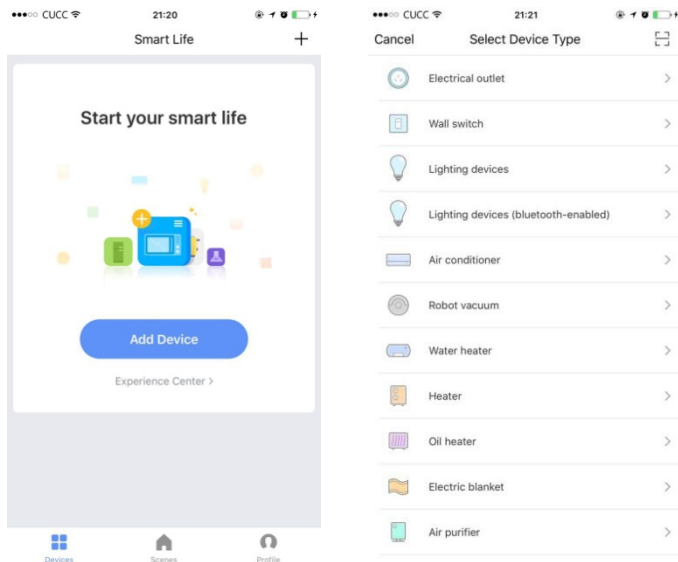 CUCC 21:20
Smart Life +
Start your smart life
Add Device
Experience Center >
Devices Scenes Profile
CUCC 21:21
Cancel Select Device Type
Electrical outlet
Wall switch
Lighting devices
Lighting devices (bluetooth-enabled)
Air conditioner
Robot vacuum
Water heater
Heater
Oil heater
Electric blanket
Air purifier